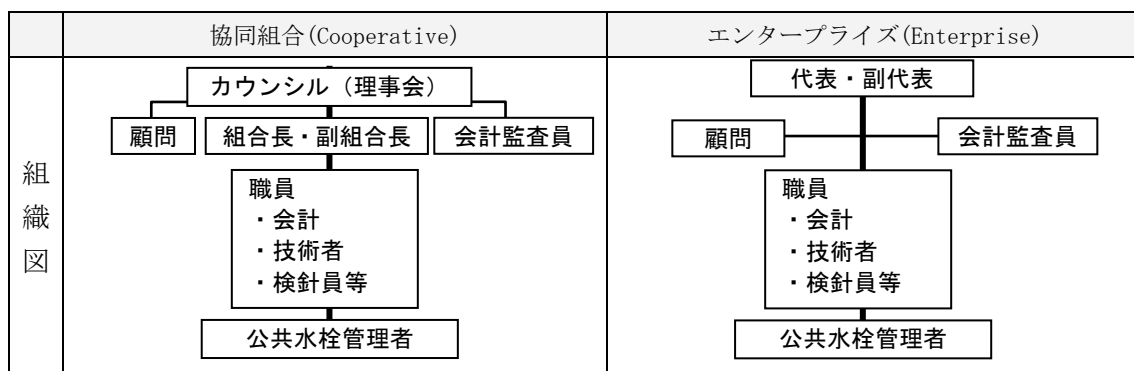 協同組合(Cooperative)
エンタープライズ(Enterprise)
組織図
カウンシル（理事会）
顧問
組合長・副組合長
会計監査員
職員
・会計
・技術者
・検針員等
公共水栓管理者
代表・副代表
顧問
会計監査員
職員
・会計
・技術者
・検針員等
公共水栓管理者